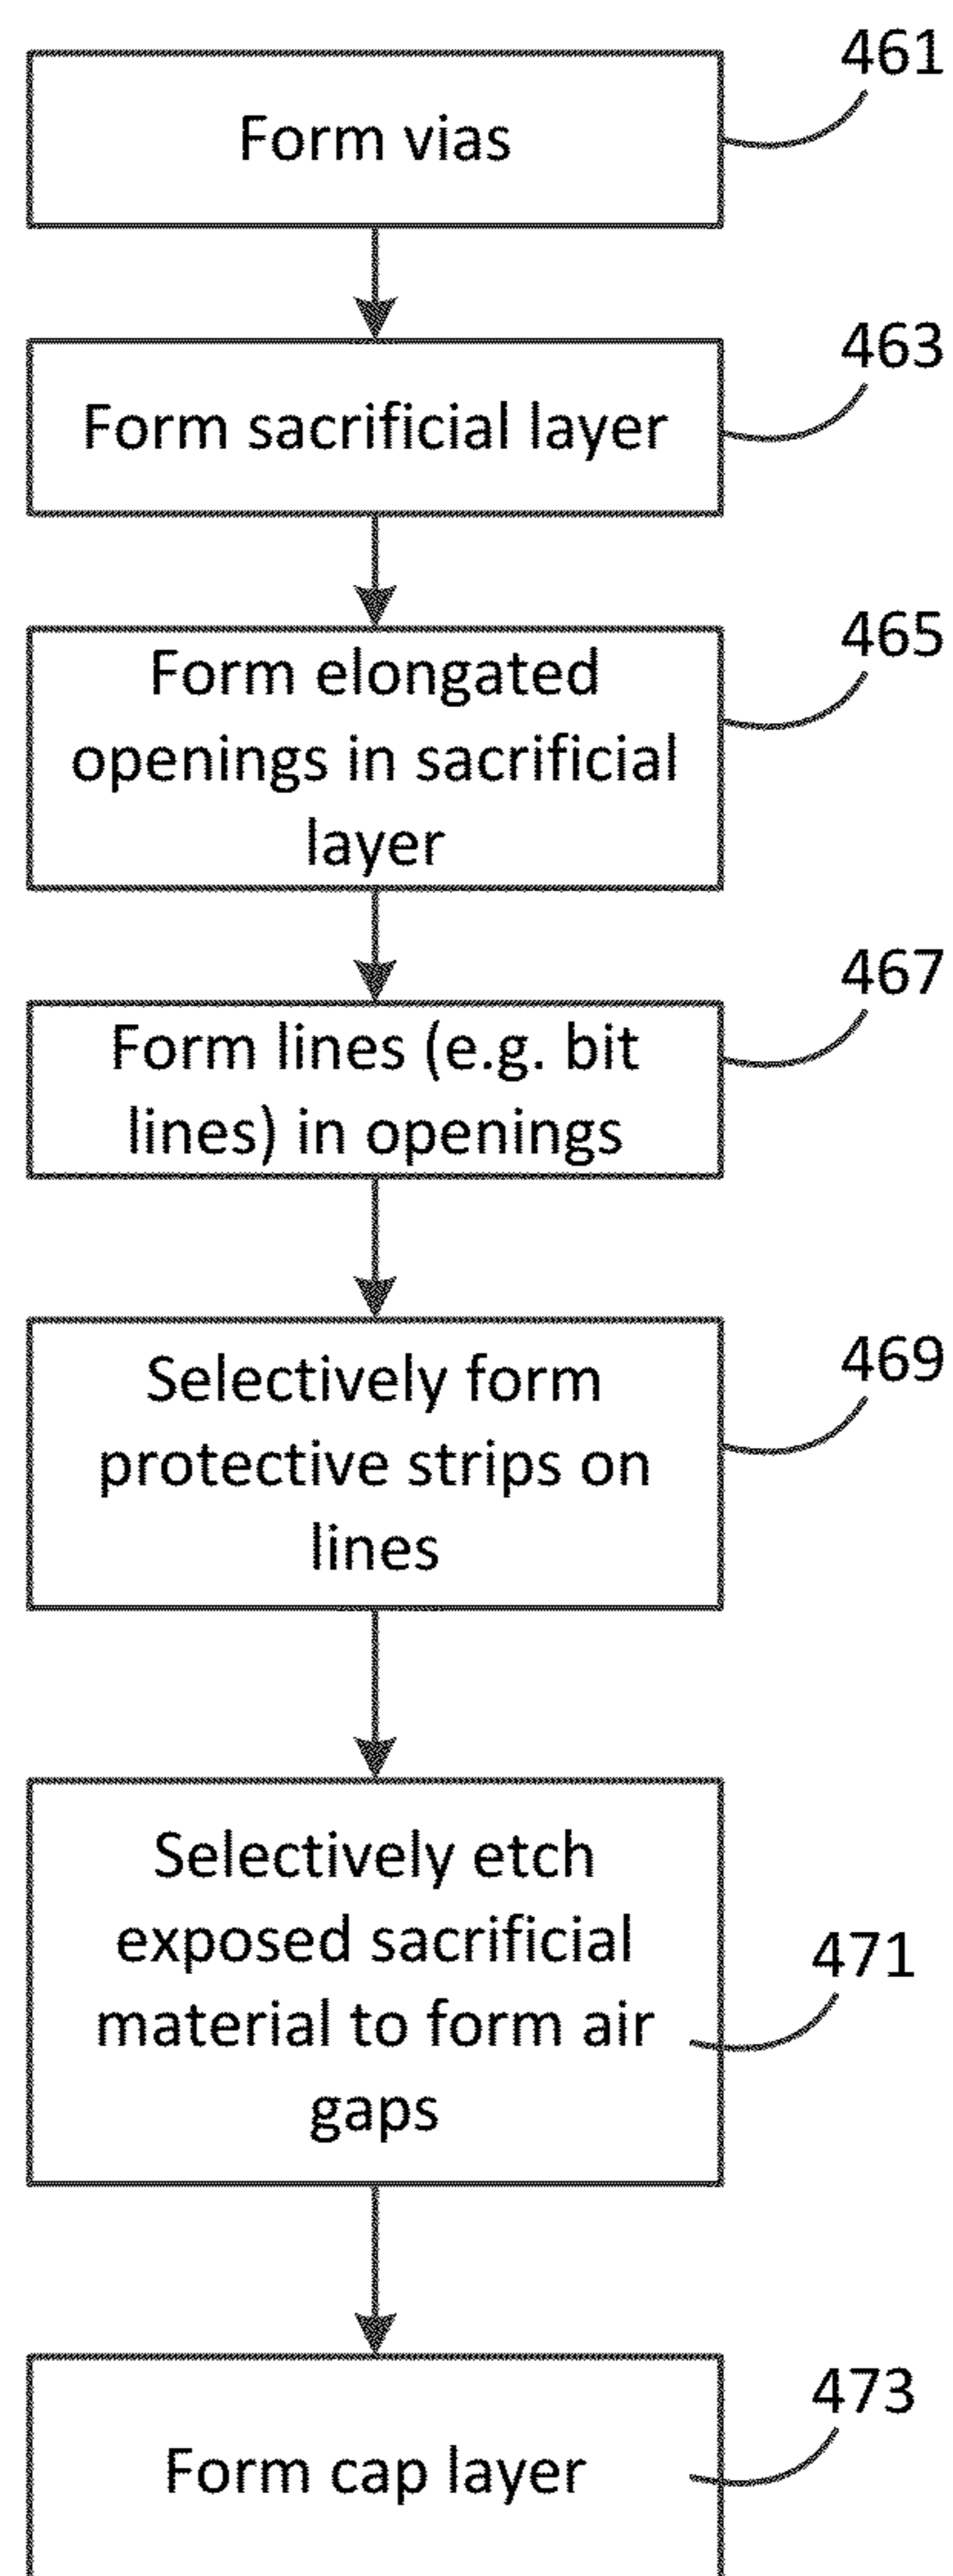 461
Form vias
463
Form sacrificial layer
465
Form elongated
openings in sacrificial
layer
467
Form lines (e.g. bit
lines) in openings
469
Selectively form
protective strips on
lines
Selectively etch
exposed sacrificial
471
material to form air
gaps
473
Form cap layer